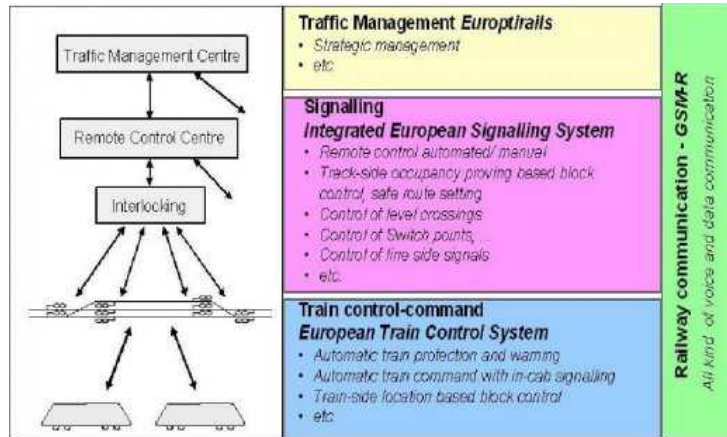 Traffic Management Centre
Remote Control Centre
Interlocking
Traffic Management Europtirails
• Strategic management
• etc
Signalling
Integrated European Signalling System
• Remote control automated/ manual
• Track-side occupancy proving based block
control, safe route setting
• Control of level crossings
• Control of Switch points, ...
• Control of line side signals
• etc.
Train control-command
European Train Control System
• Automatic train protection and warning
• Automatic train command with in-cab signalling
• Train-side location based block control
• etc
Railway communication - GSM-R
All kind of voice and data communication